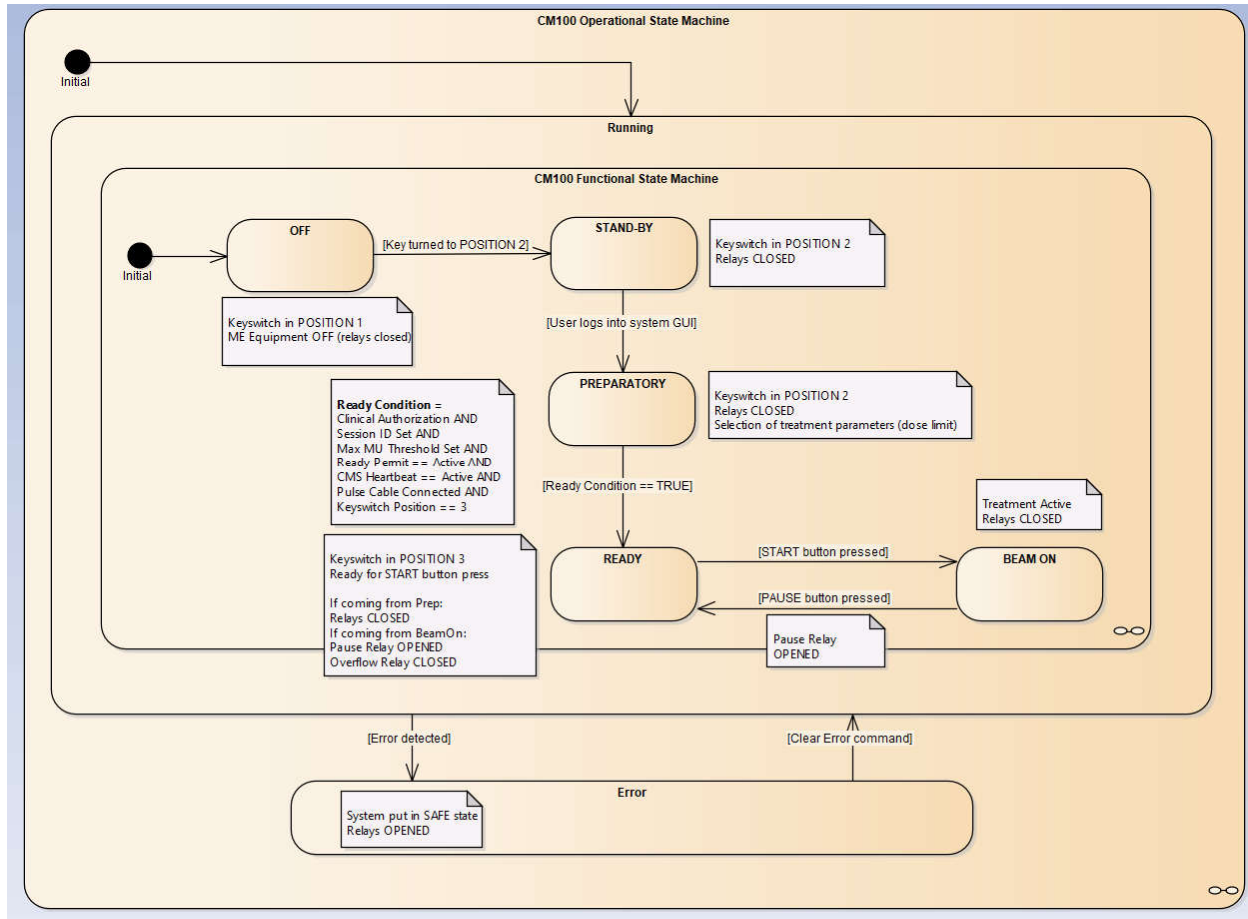 CM100 Operational State Machine
Initial
Running
CM100 Functional State Machine
OFF
[Key turned to POSITION 2]
STAND-BY
Keyswitch in POSITION 2
Relays CLOSED
Initial
Keyswitch in POSITION 1
ME Equipment OFF (relays closed)
[User logs into system GUI]
PREPARATORY
Keyswitch in POSITION 2
Relays CLOSED
Selection of treatment parameters (dose limit)
Ready Condition =
Clinical Authorization AND
Session ID Set AND
Max MU Threshold Set AND
Ready Permit == Active AND
CMS Heartbeat == Active AND
Pulse Cable Connected AND
Keyswitch Position == 3
[Ready Condition == TRUE]
Treatment Active
Relays CLOSED
Keyswitch in POSITION 3
Ready for START button press
If coming from Prep:
Relays CLOSED
If coming from BeamOn:
Pause Relay OPENED
Overflow Relay CLOSED
READY
[START button pressed]
BEAM ON
[PAUSE button pressed]
Pause Relay
OPENED
[Error detected]
[Clear Error command]
Error
System put in SAFE state
Relays OPENED